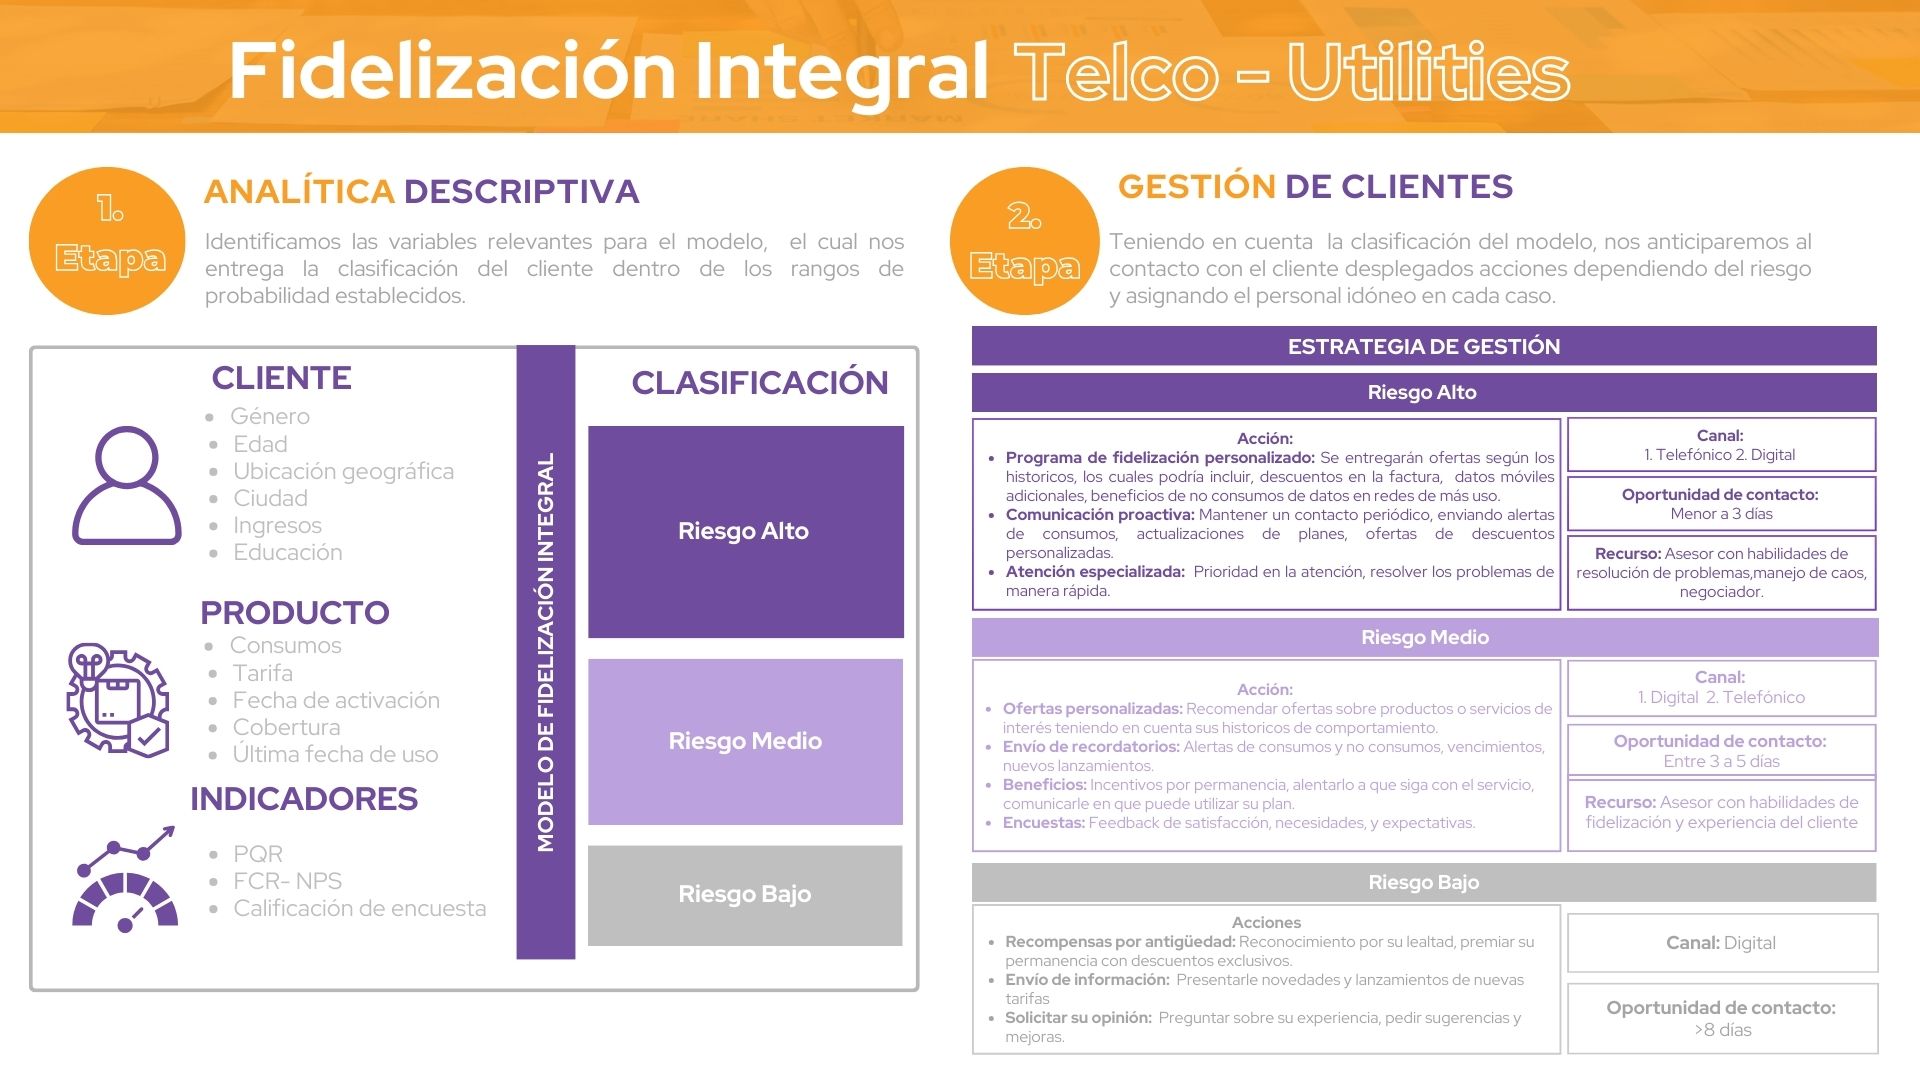 Fidelización Integral Telco - Utilities
1.
Etapa
ANALÍTICA DESCRIPTIVA
Identificamos las variables relevantes para el modelo, el cual nos
entrega la clasificación del cliente dentro de los rangos de
probabilidad establecidos.
CLIENTE
• Género
• Edad
• Ubicación geográfica
• Ciudad
• Ingresos
• Educación
PRODUCTO
• Consumos
• Tarifa
• Fecha de activación
• Cobertura
• Última fecha de uso
INDICADORES
• PQR
• FCR- NPS
• Calificación de encuesta
MODELO DE FIDELIZACIÓN INTEGRAL
CLASIFICACIÓN
Riesgo Alto
Riesgo Medio
Riesgo Bajo
2.
Etapa
GESTIÓN DE CLIENTES
Teniendo en cuenta la clasificación del modelo, nos anticiparemos al
contacto con el cliente desplegados acciones dependiendo del riesgo
y asignando el personal idóneo en cada caso.
ESTRATEGIA DE GESTIÓN
Riesgo Alto
Acción:
• Programa de fidelización personalizado: Se entregarán ofertas según los
historicos, los cuales podría incluir, descuentos en la factura, datos móviles
adicionales, beneficios de no consumos de datos en redes de más uso.
• Comunicación proactiva: Mantener un contacto periódico, enviando alertas
de consumos, actualizaciones de planes, ofertas de descuentos
personalizadas.
• Atención especializada: Prioridad en la atención, resolver los problemas de
manera rápida.
Canal:
1. Telefónico 2. Digital
Oportunidad de contacto:
Menor a 3 días
Recurso: Asesor con habilidades de
resolución de problemas,manejo de caos,
negociador.
Riesgo Medio
Acción:
• Ofertas personalizadas: Recomendar ofertas sobre productos o servicios de
interés teniendo en cuenta sus historicos de comportamiento.
• Envío de recordatorios: Alertas de consumos y no consumos, vencimientos,
nuevos lanzamientos.
• Beneficios: Incentivos por permanencia, alentarlo a que siga con el servicio,
comunicarle en que puede utilizar su plan.
• Encuestas: Feedback de satisfacción, necesidades, y expectativas.
Canal:
1. Digital 2. Telefónico
Oportunidad de contacto:
Entre 3 a 5 días
Recurso: Asesor con habilidades de
fidelización y experiencia del cliente
Riesgo Bajo
Acciones
• Recompensas por antigüedad: Reconocimiento por su lealtad, premiar su
permanencia con descuentos exclusivos.
• Envío de información: Presentarle novedades y lanzamientos de nuevas
tarifas
• Solicitar su opinión: Preguntar sobre su experiencia, pedir sugerencias y
mejoras.
Canal: Digital
Oportunidad de contacto:
>8 días